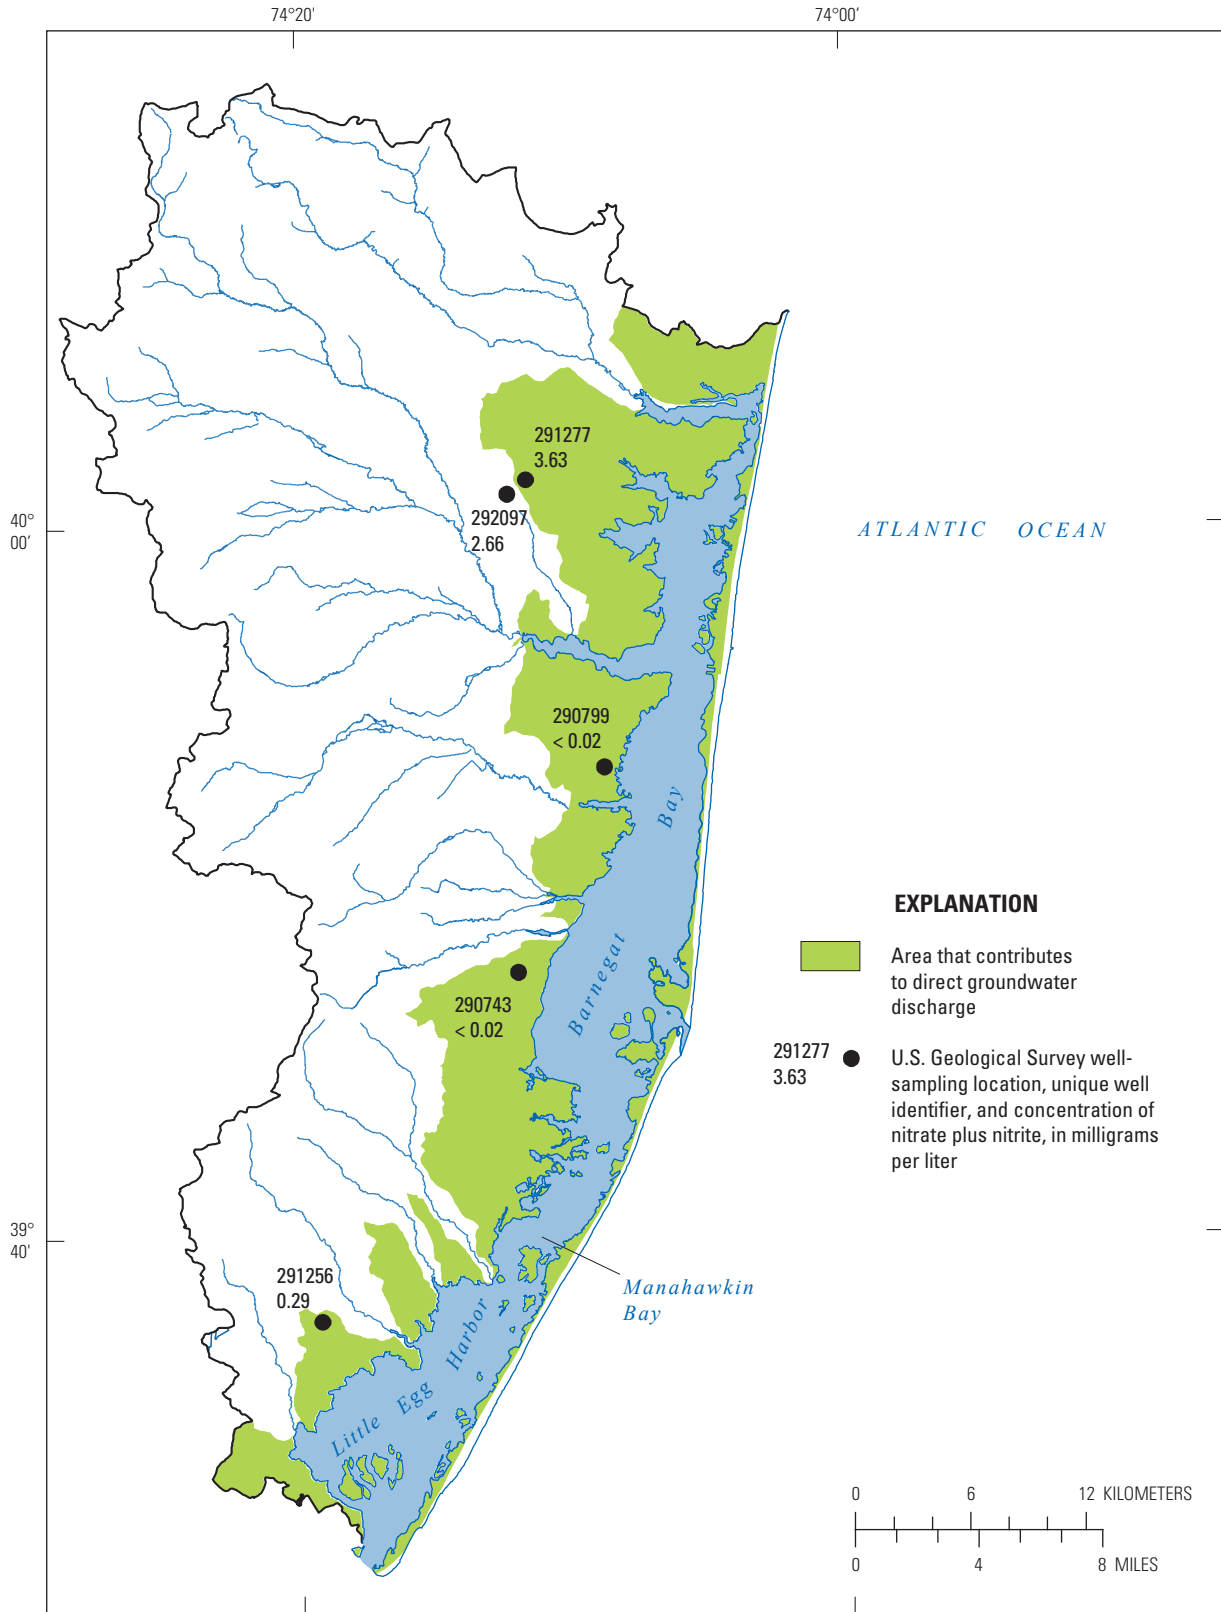 74°20'
74°00'
291277
3.63
292097
2.66
40°
00'
ATLANTIC OCEAN
290799
< 0.02
Bay
Barnegat
EXPLANATION
Area that contributes
to direct groundwater
discharge
290743
< 0.02
291277
3.63
U.S. Geological Survey well-
sampling location, unique well
identifier, and concentration of
nitrate plus nitrite, in milligrams
per liter
39°
40'
291256
0.29
Manahawkin
Bay
Little Egg Harbor
0 6 12 KILOMETERS
0 4 8 MILES